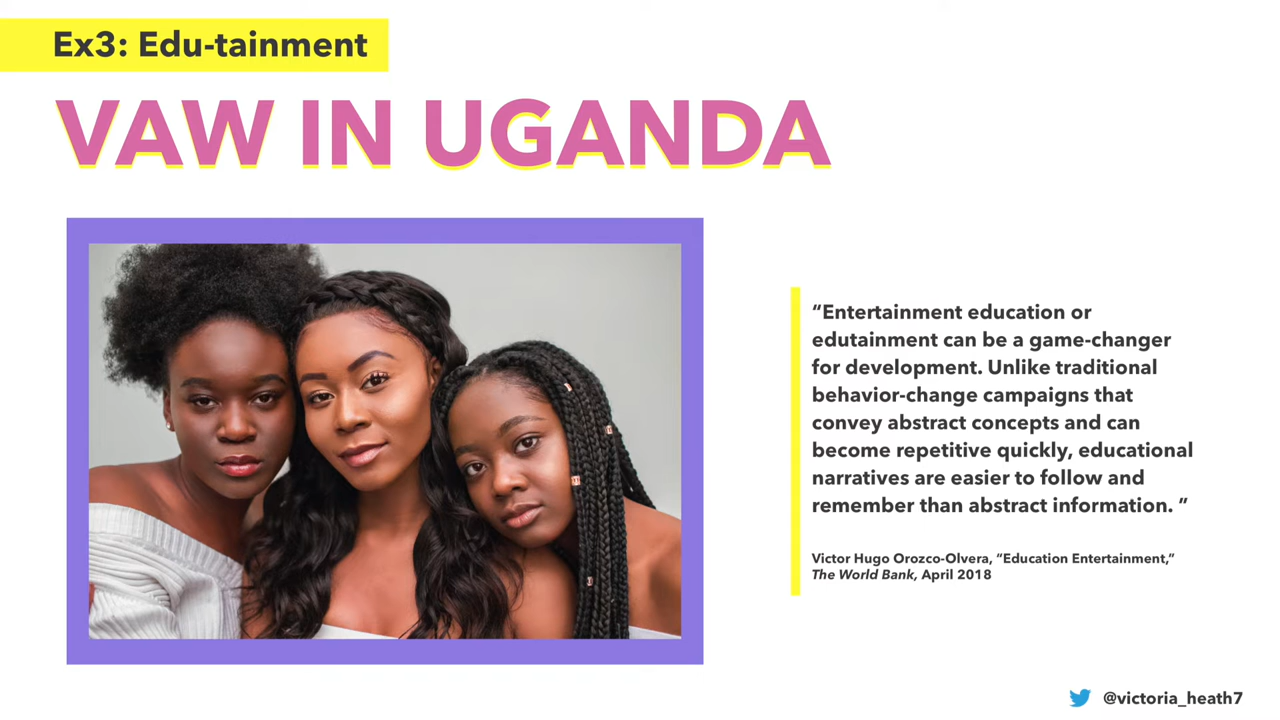 Ex3: Edu-tainment
VAW IN UGANDA
“Entertainment education or
edutainment can be a game-changer
for development. Unlike traditional
behavior-change campaigns that
convey abstract concepts and can
become repetitive quickly, educational
narratives are easier to follow and
remember than abstract information. ”
Victor Hugo Orozco-Olvera, “Education Entertainment,”
The World Bank, April 2018
@victoria_heath7